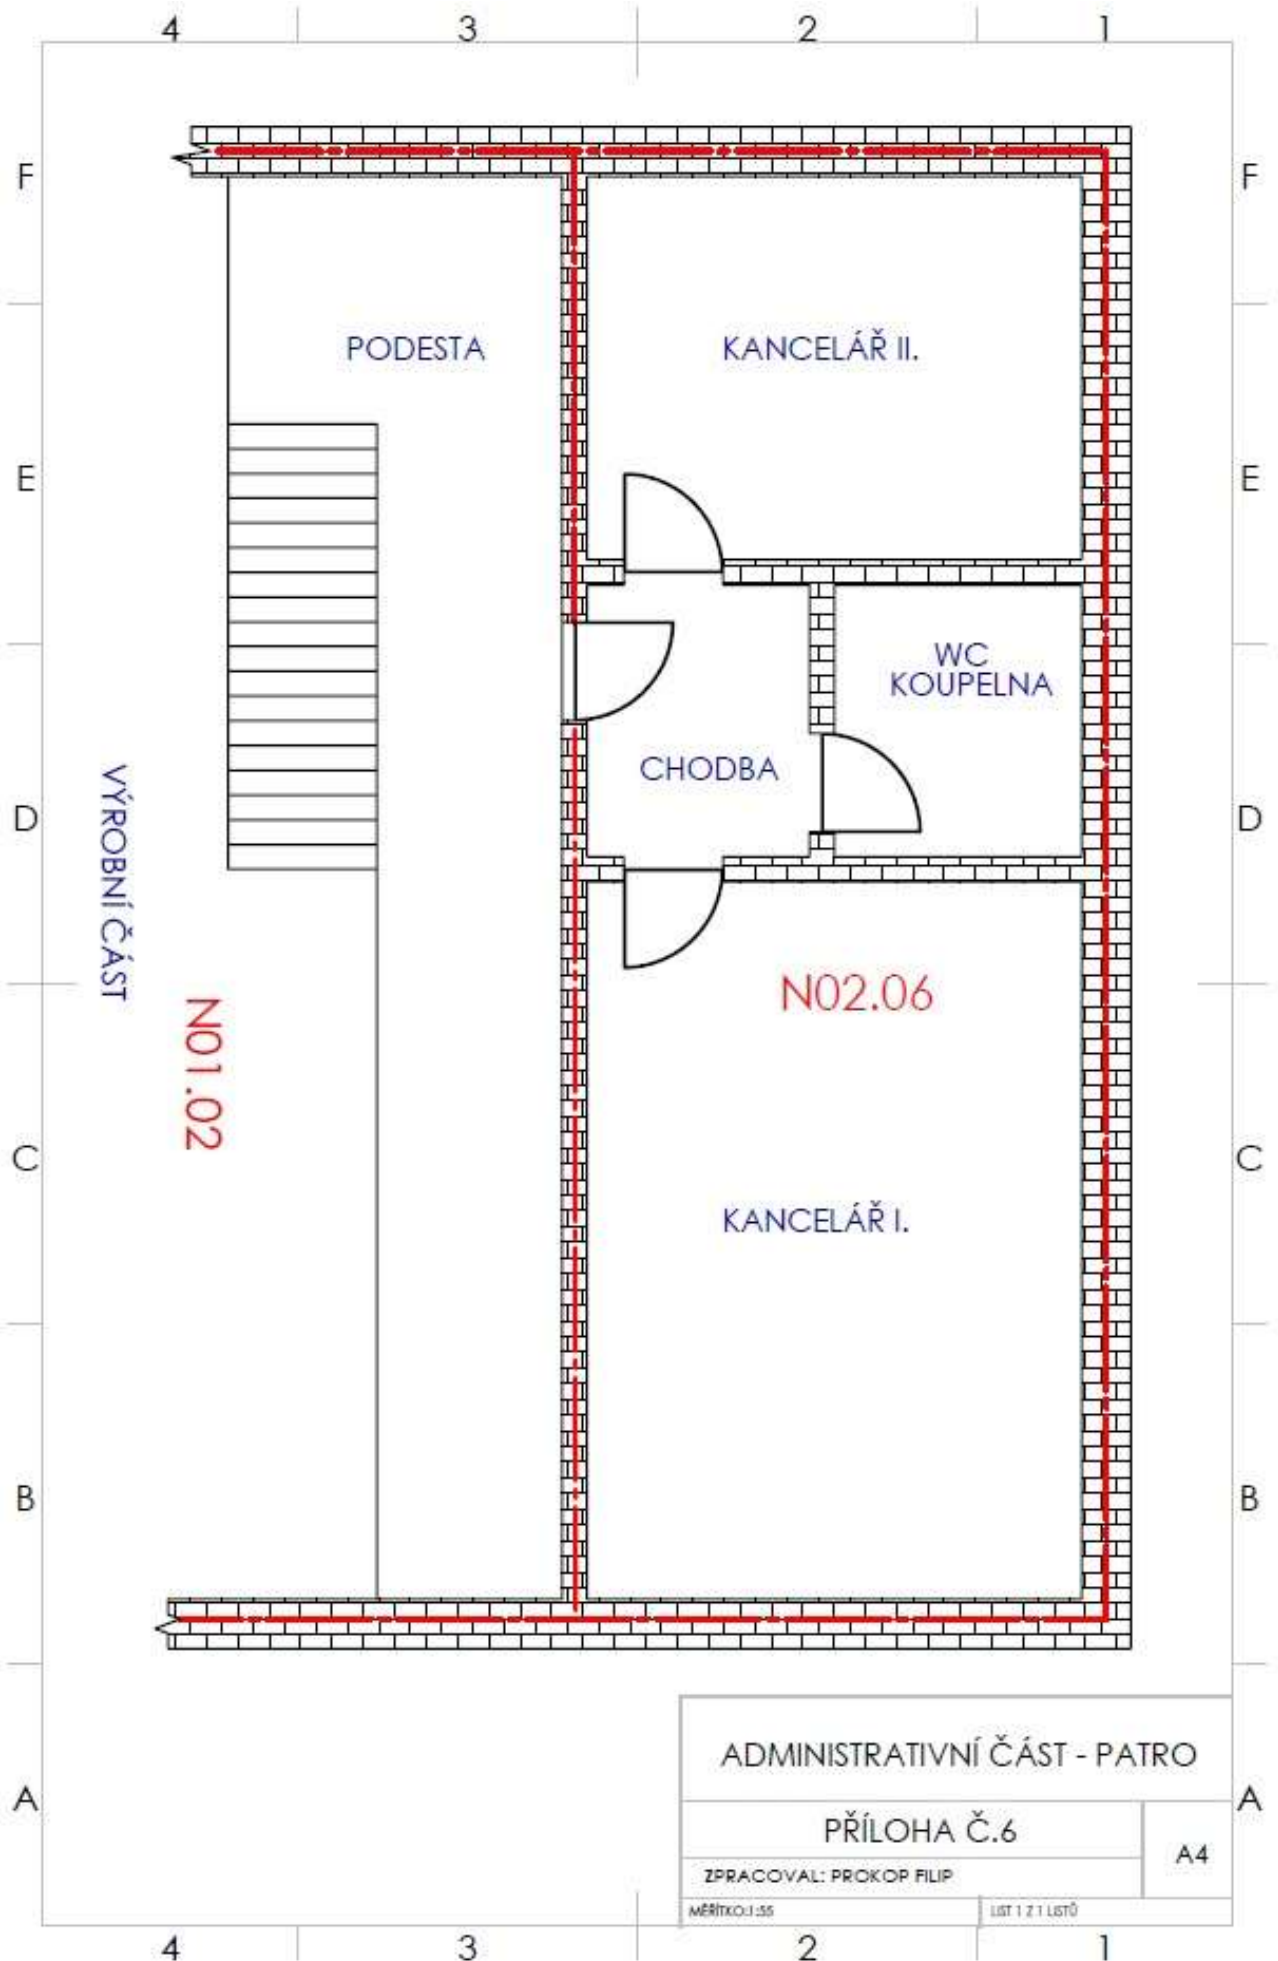 4 3 2 1
F F
PODESTA KANCELÁŘ II.
E E
WC
KOUPELNA
CHODBA
D D
VÝROBNÍ ČÁST
N02.06
N01.02
C C
KANCELÁŘ I.
B B
ADMINISTRATIVNÍ ČÁST - PATRO
A A
PŘÍLOHA Č.6
A4
ZPRACOVAL: PROKOP FILIP
MĚŘÍTKO:1:55 LIST 1 Z 1 LISTŮ
4 3 2 1